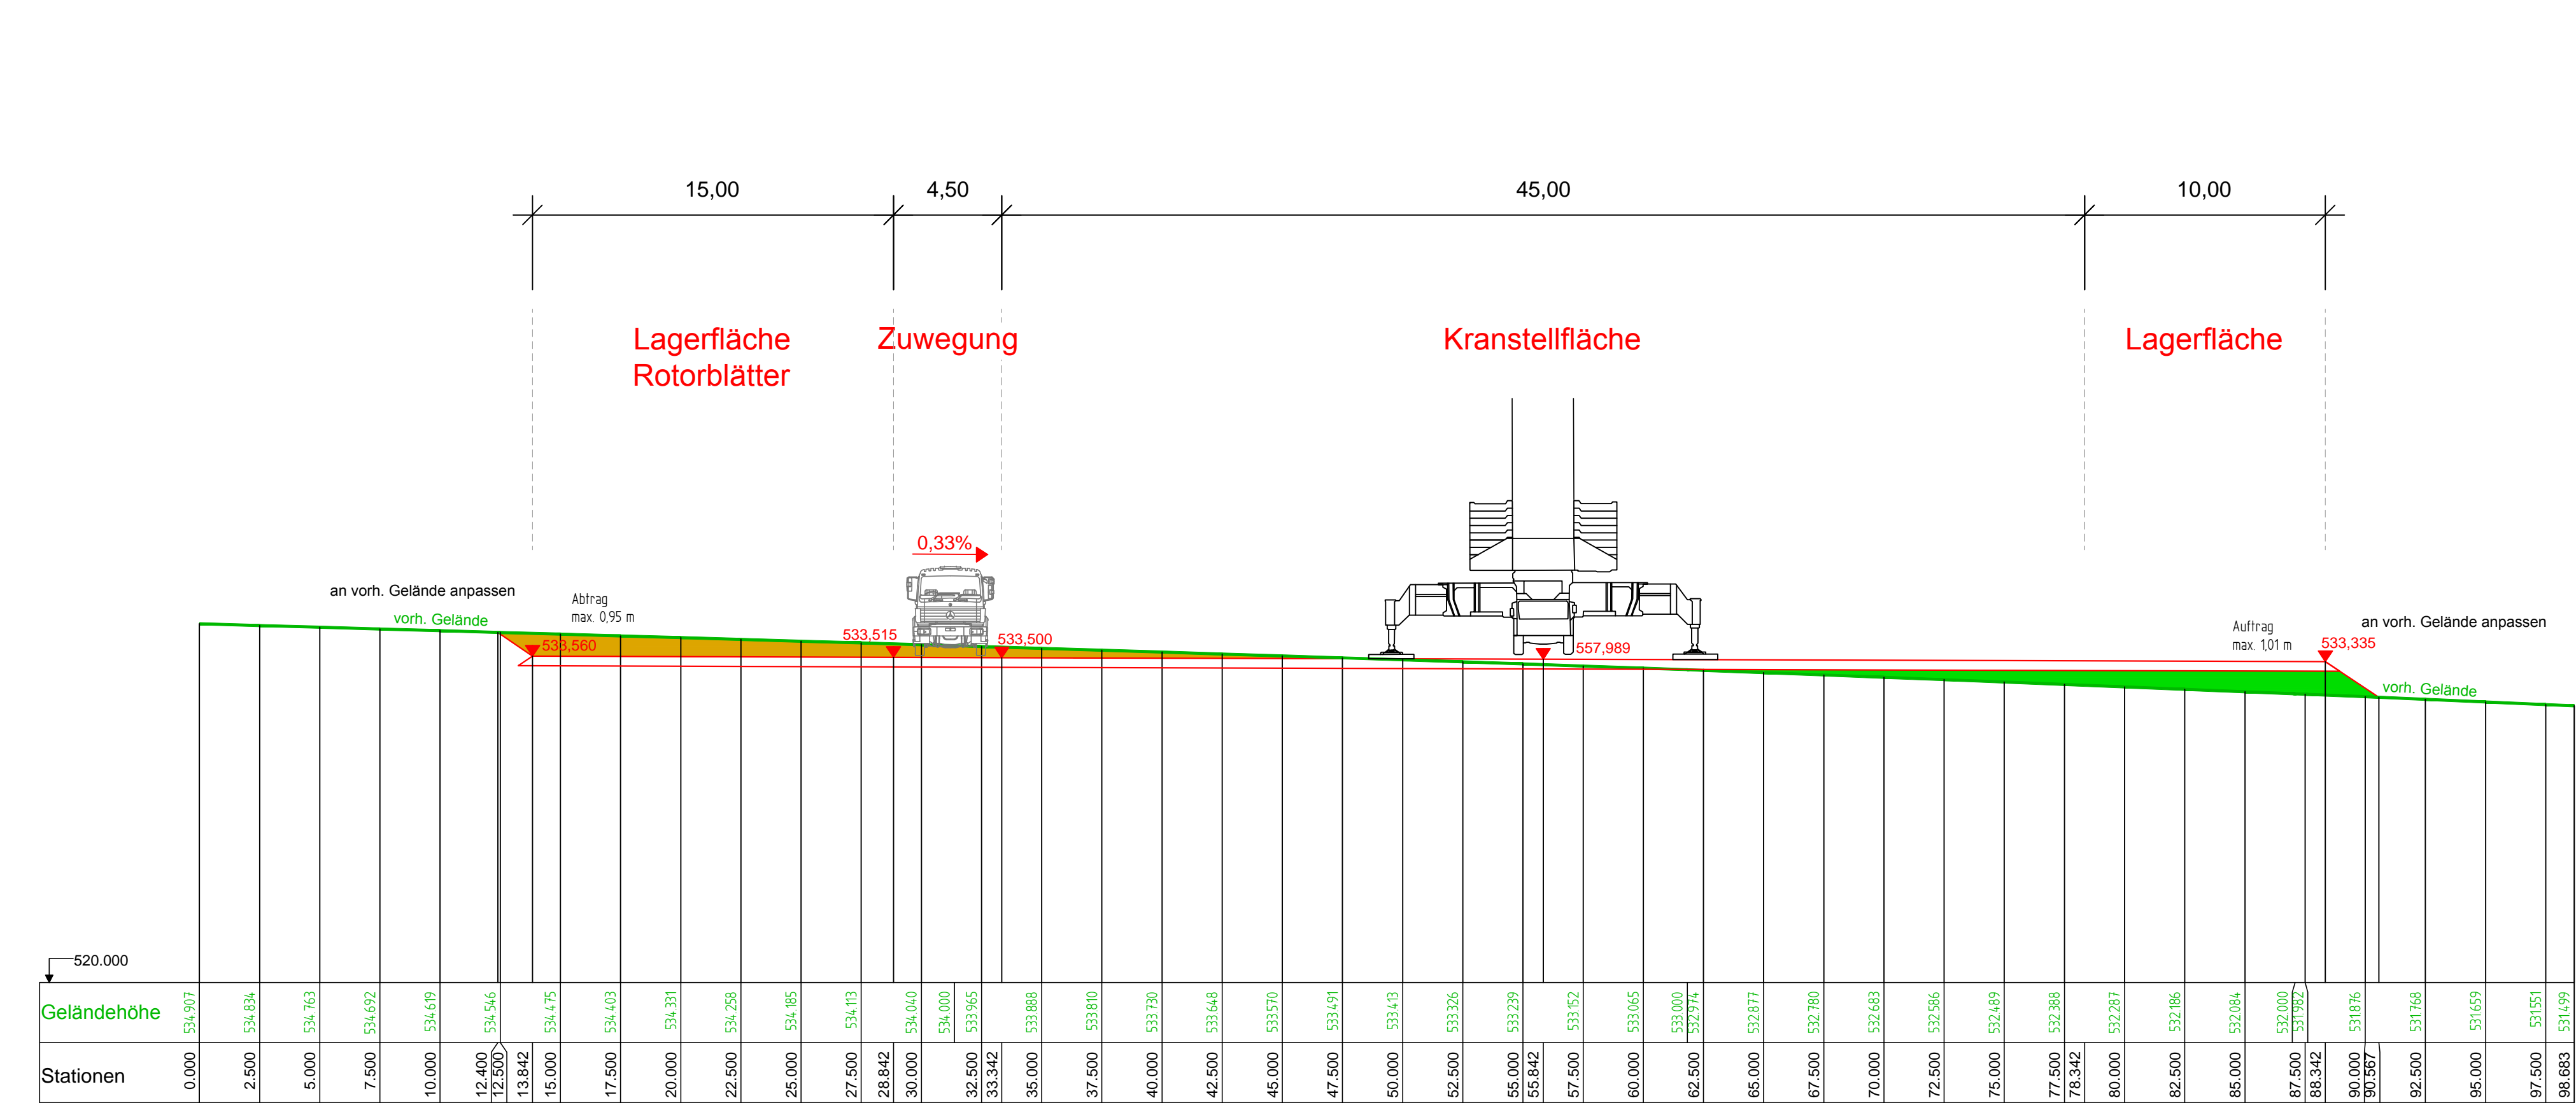 15,00
4,50
45,00
10,00
Lagerfläche
Rotorblätter
Zuwegung
Kranstellfläche
Lagerfläche
0,33%
an vorh. Gelände anpassen
vorh. Gelände
Abtrag
max. 0,95 m
533,560
533,515
533,500
557,989
Auftrag
max. 1,01 m
533,335
an vorh. Gelände anpassen
vorh. Gelände
520.000
Geländehöhe 534.907 534.834 534.763 534.692 534.619 534.546 534.475 534.403 534.331 534.258 534.185 534.113 534.040 534.000 533.965 533.888 533.810 533.730 533.648 533.570 533.491 533.413 533.326 533.239 533.152 533.065 533.000 532.974 532.877 532.780 532.683 532.586 532.489 532.388 532.287 532.186 532.084 532.000 531.982 531.876 531.768 531.659 531.551 531.499
Stationen 0.000 2.500 5.000 7.500 10.000 12.400 12.500 13.842 15.000 17.500 20.000 22.500 25.000 27.500 28.842 30.000 32.500 33.342 35.000 37.500 40.000 42.500 45.000 47.500 50.000 52.500 55.000 55.842 57.500 60.000 62.500 65.000 67.500 70.000 72.500 75.000 77.500 78.342 80.000 82.500 85.000 87.500 88.342 90.000 90.567 92.500 95.000 97.500 98.683